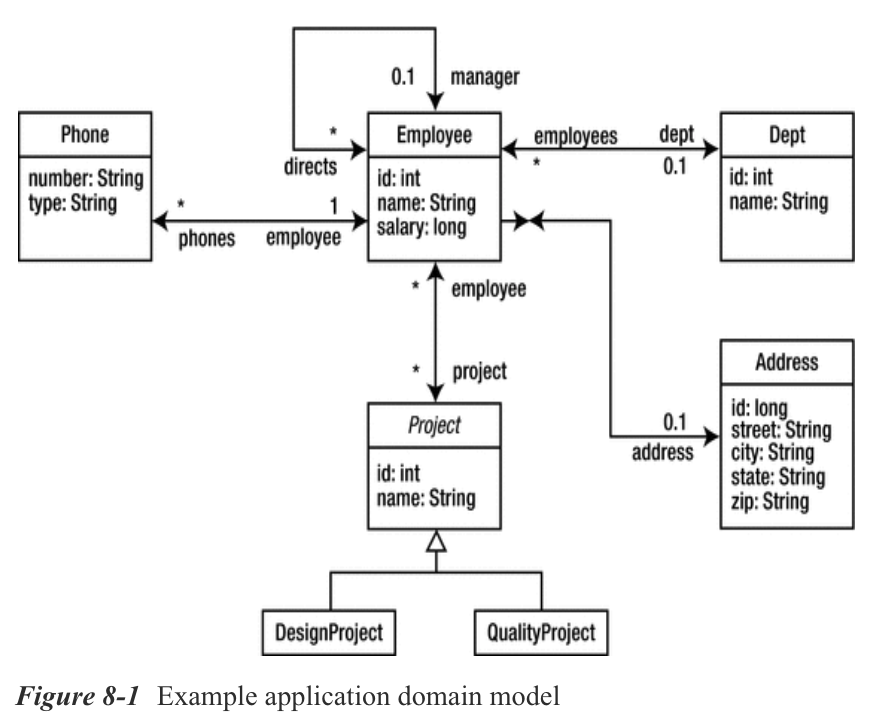 0.1 manager
Phone
Employee
Dept
*
directs
employees dept
* 0.1
number: String
type: String
id: int
name: String
salary: long
id: int
name: String
* 1
phones employee
* employee
* project
Address
id: long
street: String
city: String
state: String
zip: String
0.1
address
Project
id: int
name: String
DesignProject
QualityProject
Figure 8-1 Example application domain model